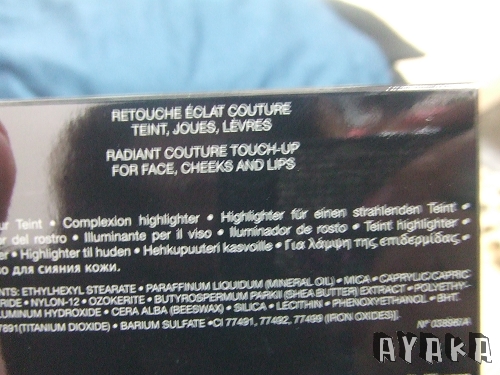 RETOUCHE ÉCLAT COUTURE
TEINT, JOUES, LÈVRES
RADIANT COUTURE TOUCH-UP
FOR FACE, CHEEKS AND LIPS
Teint • Complexion highlighter • Highlighter für einen strahlenden Teint •
del rostro • Illuminante per il viso • Iluminador de rosto • Teint highlighter •
• Highlighter til huden • Hehkupuuteri kasvoille • Για λάμψη της επιδερμίδας •
для сияния кожи.
ETHYLHEXYL STEARATE • PARAFFINUM LIQUIDUM (MINERAL OIL) • MICA • CAPRYLIC/CAPRIC
• NYLON-12 • OZOKERITE • BUTYROSPERMUM PARKII (SHEA BUTTER) EXTRACT • POLYETHY-
HYDROXIDE • CERA ALBA (BEESWAX) • SILICA • LECITHIN • PHENOXYETHANOL • BHT.
77891 (TITANIUM DIOXIDE) • BARIUM SULFATE • CI 77491, 77492, 77499 (IRON OXIDES)].
AYAKA